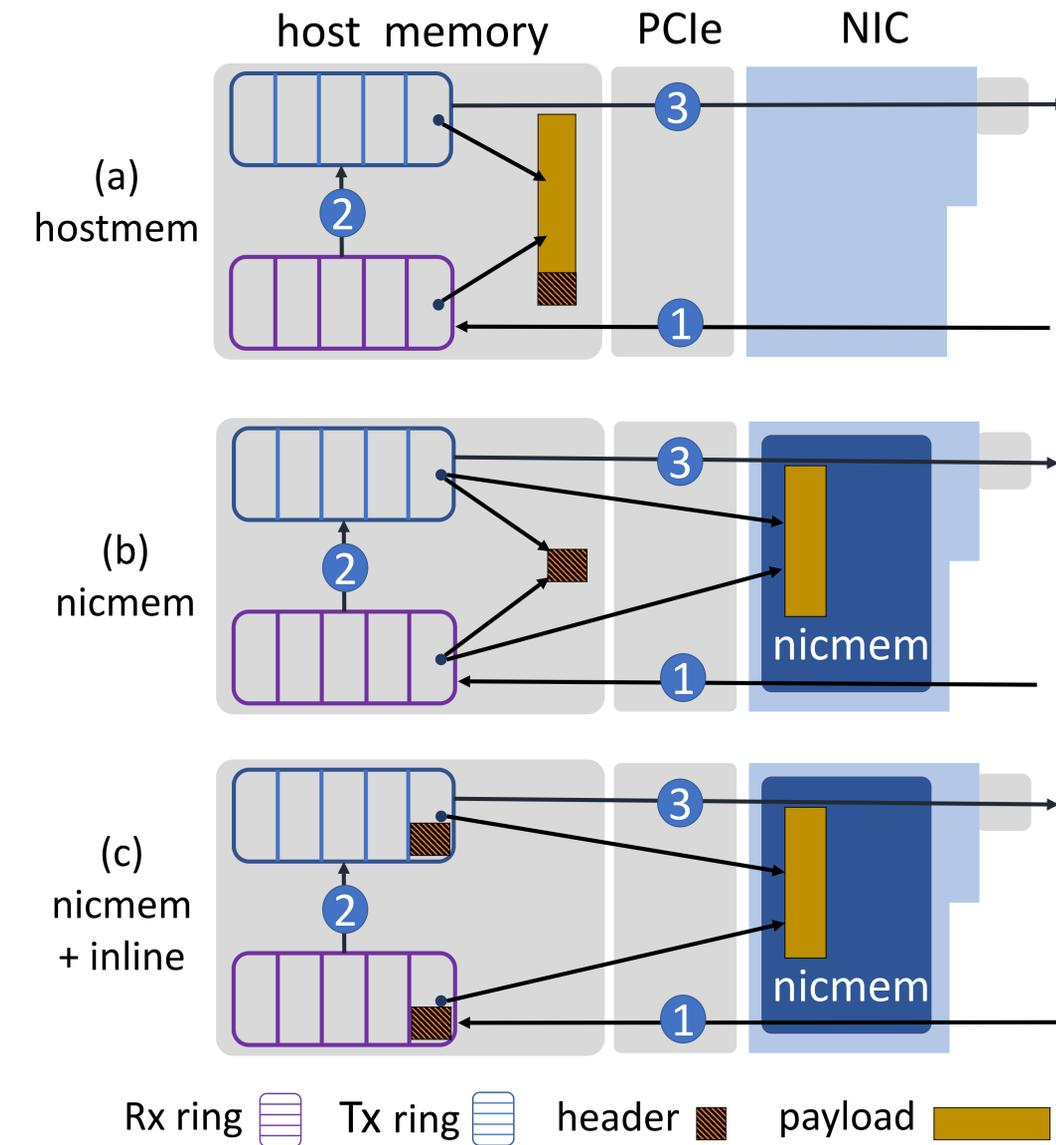 host memory PCIe NIC
(a)
hostmem
3
2
1
(b)
nicmem
3
2
nicmem
1
(c)
nicmem
+ inline
3
2
nicmem
1
Rx ring Tx ring header payload